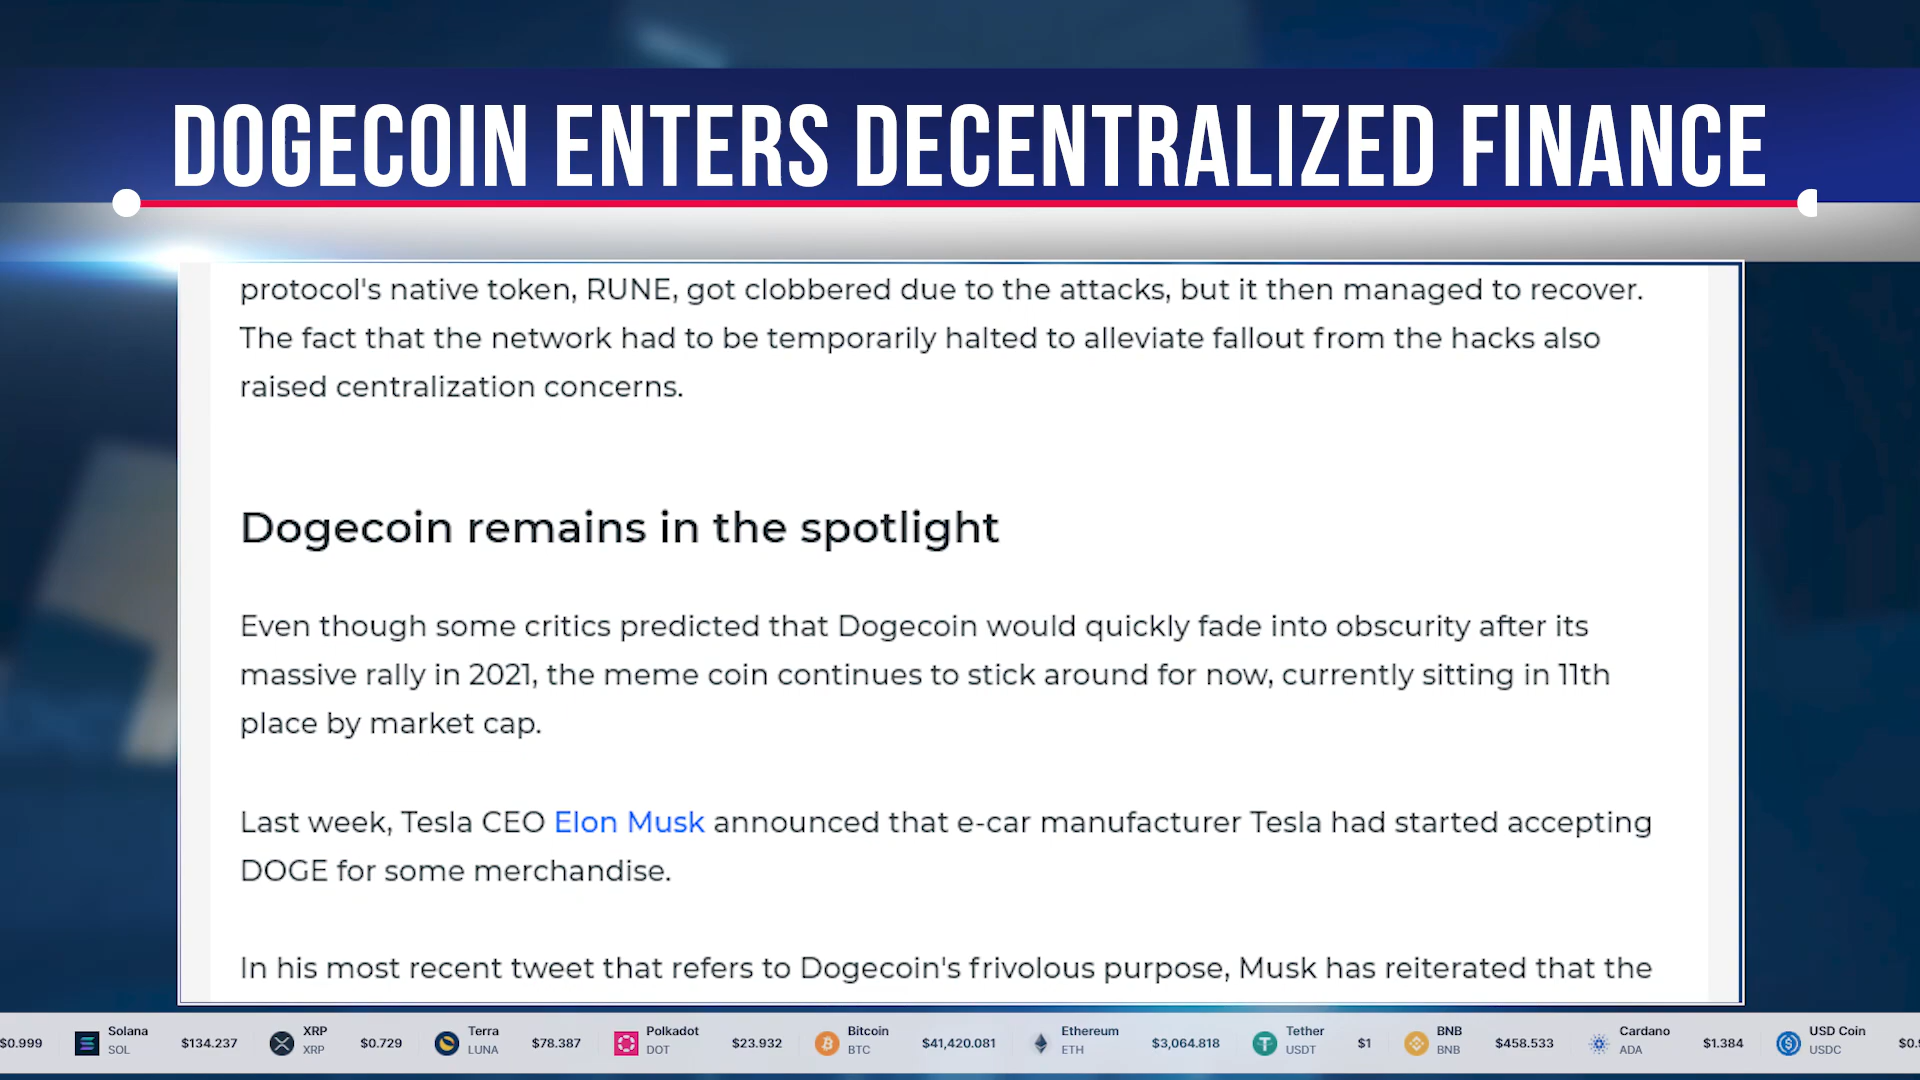 DOGECOIN ENTERS DECENTRALIZED FINANCE
protocol's native token, RUNE, got clobbered due to the attacks, but it then managed to recover.
The fact that the network had to be temporarily halted to alleviate fallout from the hacks also
raised centralization concerns.
Dogecoin remains in the spotlight
Even though some critics predicted that Dogecoin would quickly fade into obscurity after its
massive rally in 2021, the meme coin continues to stick around for now, currently sitting in 11th
place by market cap.
Last week, Tesla CEO Elon Musk announced that e-car manufacturer Tesla had started accepting
DOGE for some merchandise.
In his most recent tweet that refers to Dogecoin's frivolous purpose, Musk has reiterated that the
$0.999 Solana SOL $134.237 XRP XRP $0.729 Terra LUNA $78.387 Polkadot DOT $23.932 Bitcoin BTC $41,420.081 Ethereum ETH $3,064.818 Tether USDT $1 BNB BNB $458.533 Cardano ADA $1.384 USD Coin USDC